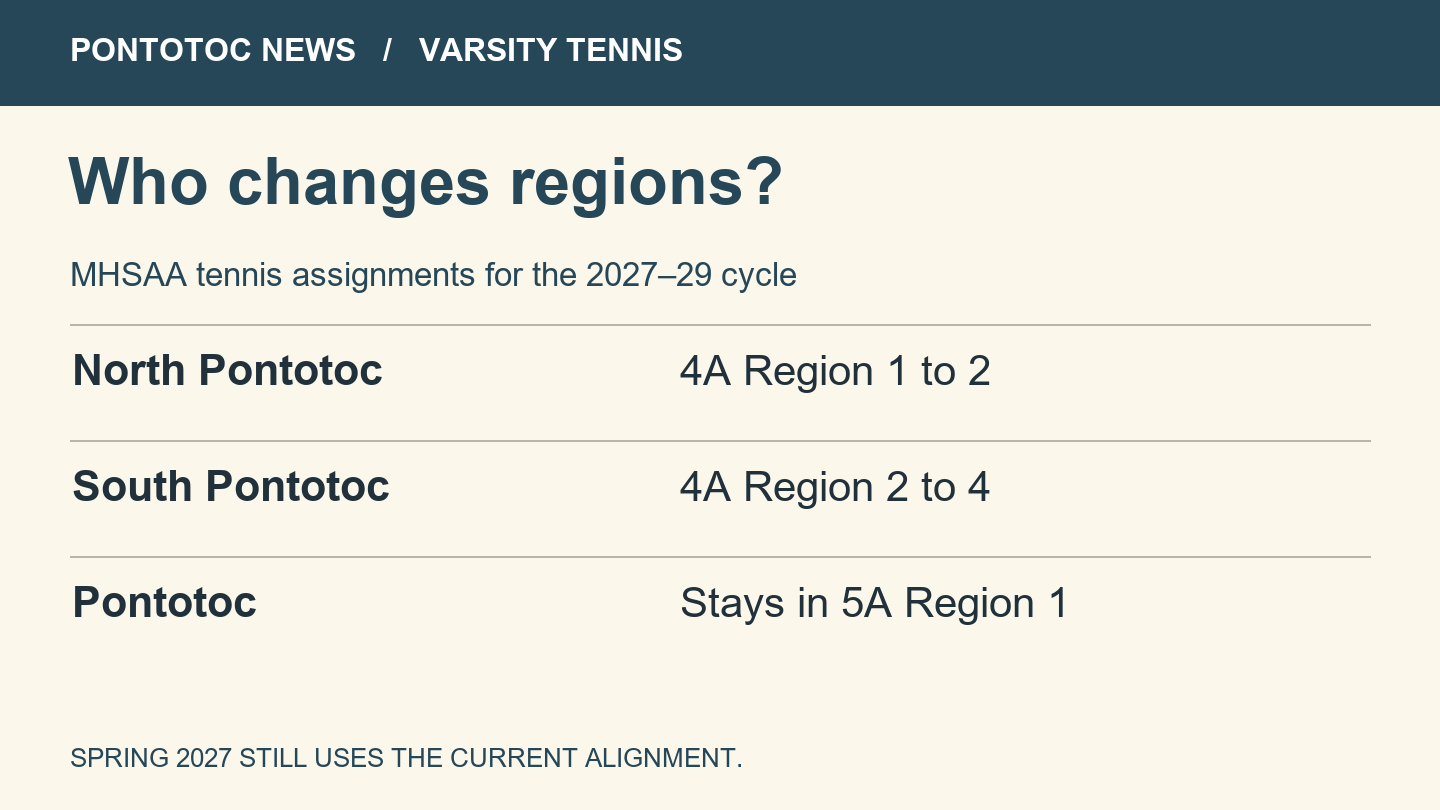 PONTOTOC NEWS / VARSITY TENNIS
Who changes regions?
MHSAA tennis assignments for the 2027–29 cycle
North Pontotoc 4A Region 1 to 2
South Pontotoc 4A Region 2 to 4
Pontotoc Stays in 5A Region 1
SPRING 2027 STILL USES THE CURRENT ALIGNMENT.